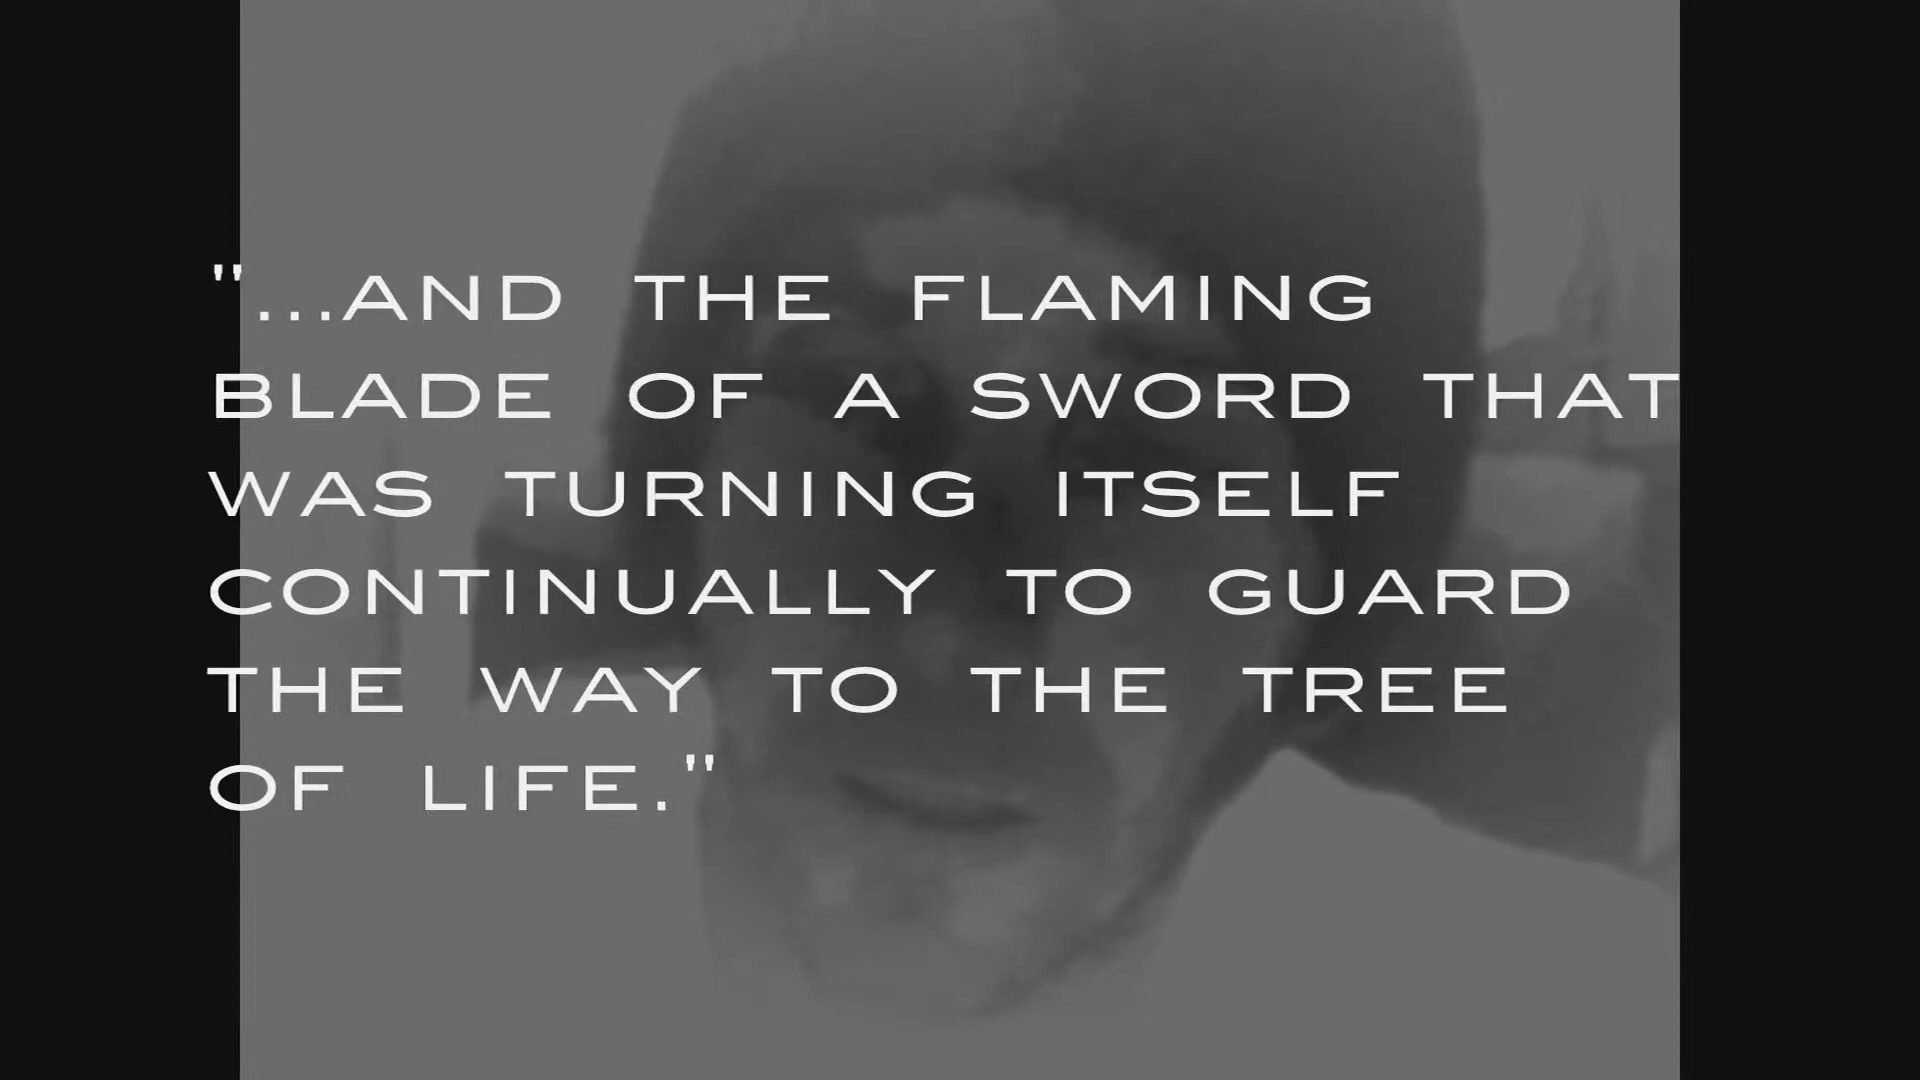 "...AND THE FLAMING
BLADE OF A SWORD THAT
WAS TURNING ITSELF
CONTINUALLY TO GUARD
THE WAY TO THE TREE
OF LIFE."